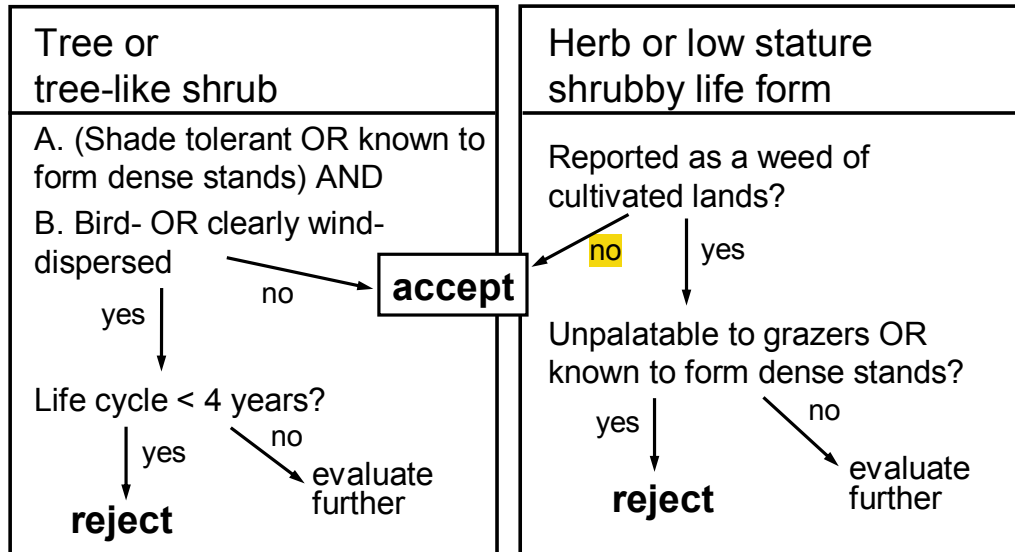 Tree or
tree-like shrub
A. (Shade tolerant OR known to
form dense stands) AND
B. Bird- OR clearly wind-
dispersed
no
yes
Life cycle < 4 years?
yes
no
evaluate
further
reject
accept
Herb or low stature
shrubby life form
Reported as a weed of
cultivated lands?
no
yes
Unpalatable to grazers OR
known to form dense stands?
yes
no
evaluate
further
reject